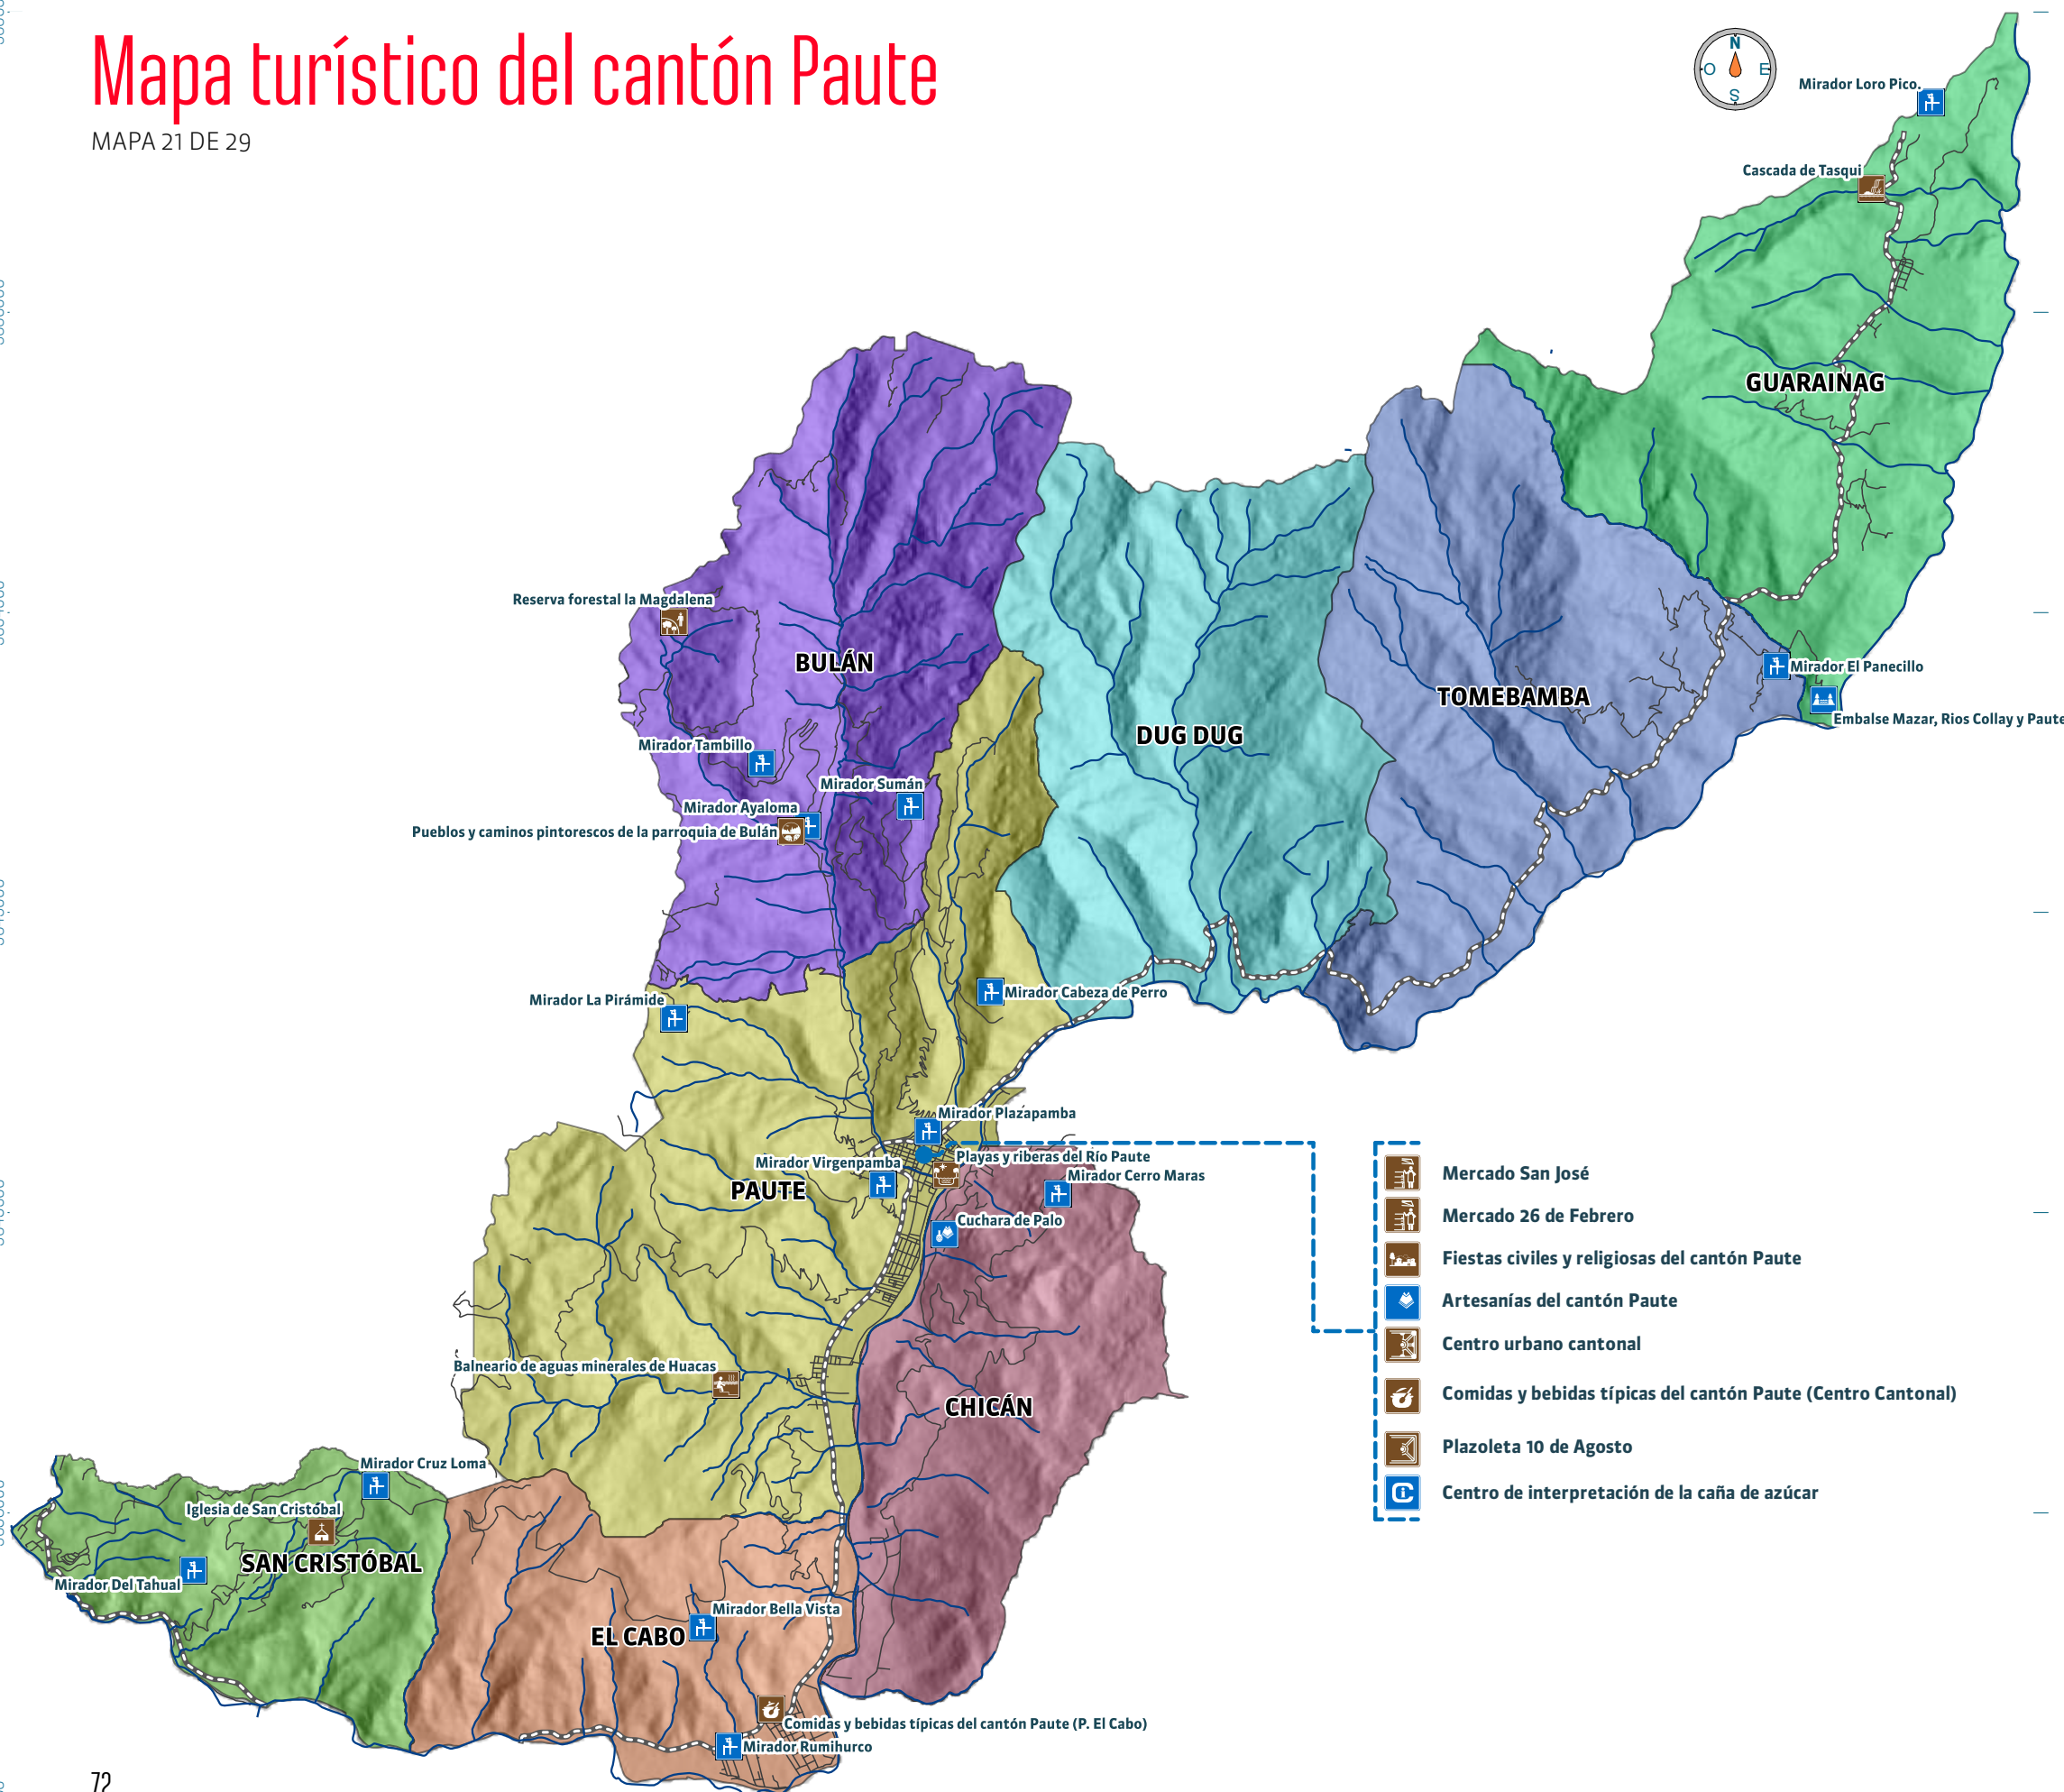 Mapa turístico del cantón Paute
MAPA 21 DE 29
N
O
E
S
Mirador Loro Pico.
Cascada de Tasqui
GUARAINAG
Reserva forestal la Magdalena
BULÁN
Mirador El Panecillo
TOMEBAMBA
Embalse Mazar, Rios Collay y Paute
DUG DUG
Mirador Tambillo
Mirador Sumán
Mirador Ayaloma
Pueblos y caminos pintorescos de la parroquia de Bulán
Mirador Cabeza de Perro
Mirador La Pirámide
Mirador Plazapamba
Playas y riberas del Río Paute
Mirador Virgenpamba
Mirador Cerro Maras
PAUTE
Cuchara de Palo
Mercado San José
Mercado 26 de Febrero
Fiestas civiles y religiosas del cantón Paute
Artesanías del cantón Paute
Centro urbano cantonal
Comidas y bebidas típicas del cantón Paute (Centro Cantonal)
Plazoleta 10 de Agosto
Centro de interpretación de la caña de azúcar
Balneario de aguas minerales de Huacas
CHICÁN
Mirador Cruz Loma
Iglesia de San Cristóbal
SAN CRISTÓBAL
Mirador Del Tahual
Mirador Bella Vista
EL CABO
Comidas y bebidas típicas del cantón Paute (P. El Cabo)
Mirador Rumihurco
72